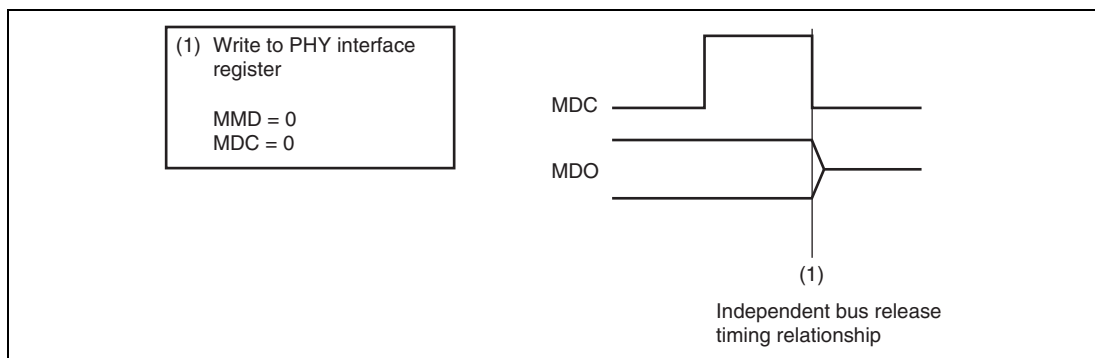 (1) Write to PHY interface
register
MMD = 0
MDC = 0
MDC
MDO
(1)
Independent bus release
timing relationship